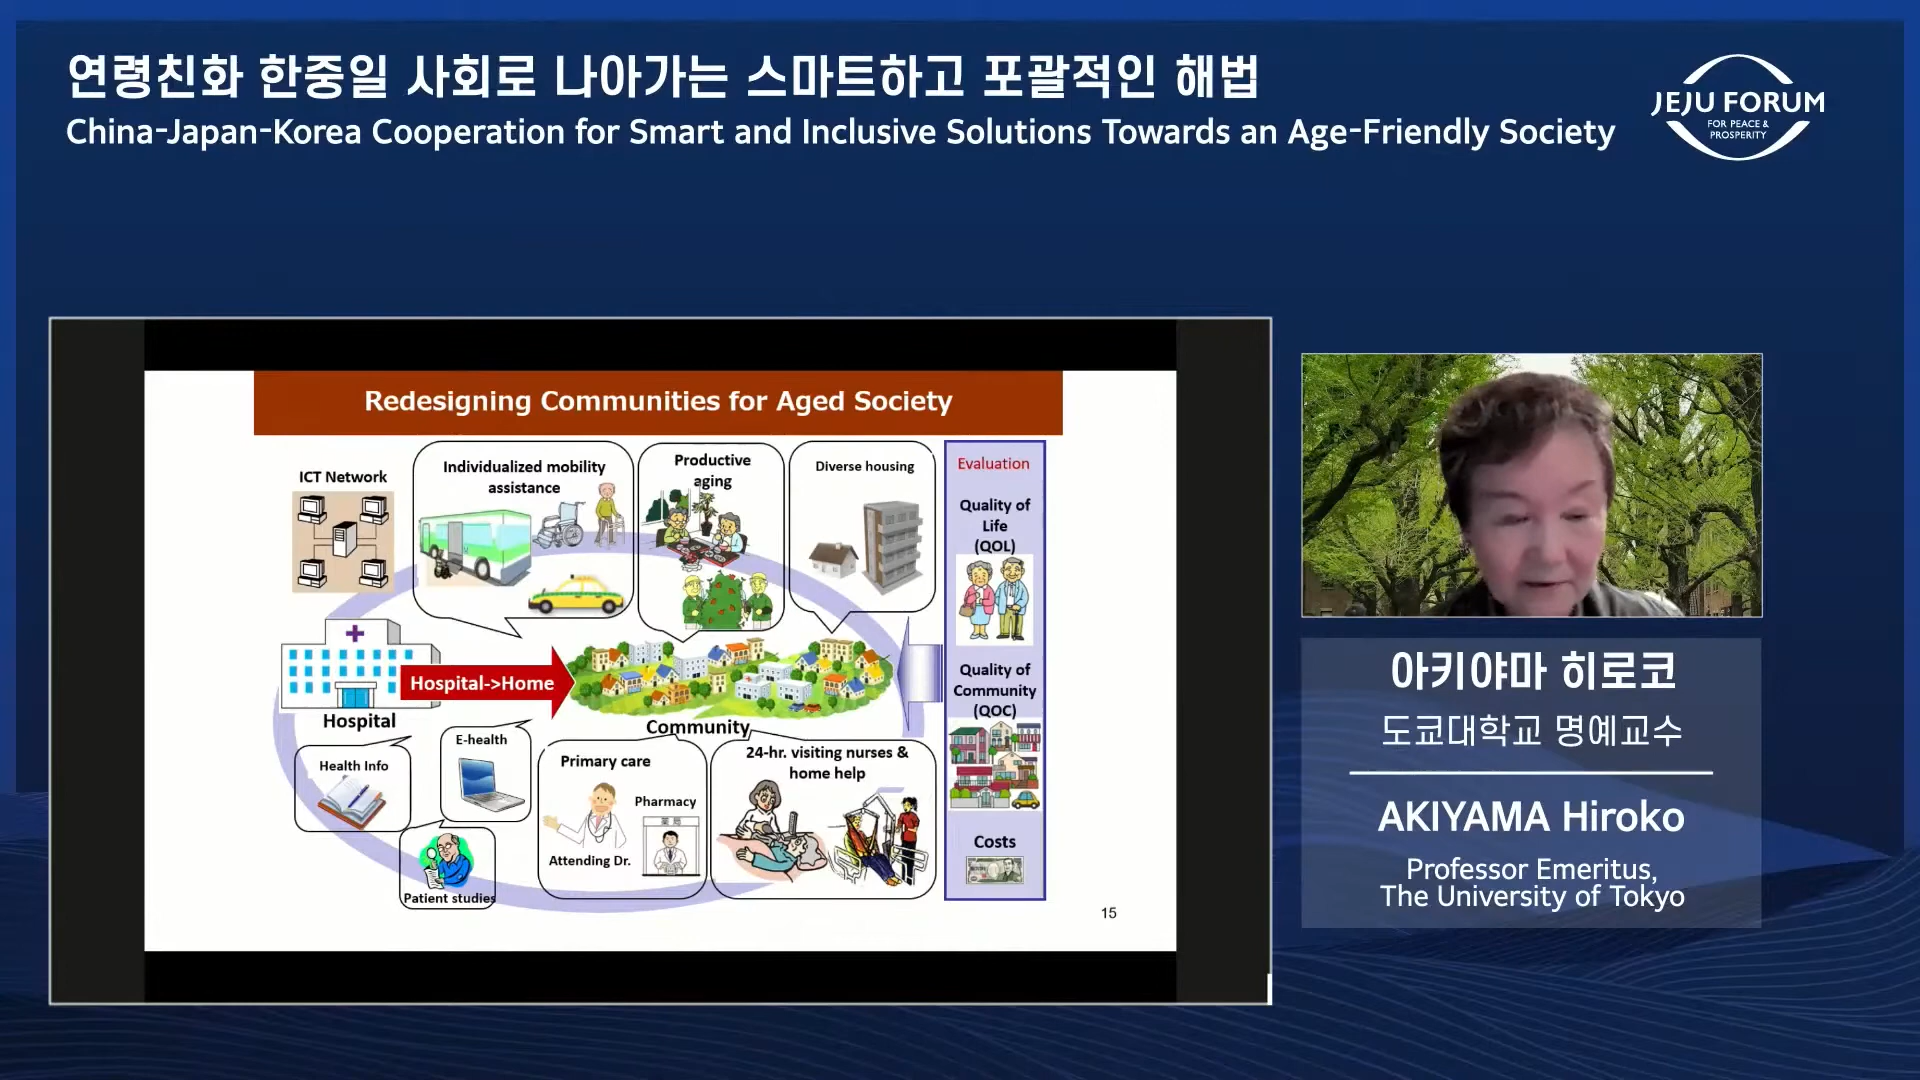 연령친화 한중일 사회로 나아가는 스마트하고 포괄적인 해법
China-Japan-Korea Cooperation for Smart and Inclusive Solutions Towards an Age-Friendly Society
JEJU FORUM
FOR PEACE &
PROSPERITY
Redesigning Communities for Aged Society
ICT Network
Individualized mobility
assistance
Productive
aging
Diverse housing
Evaluation
Quality of
Life
(QOL)
Hospital->Home
Hospital
Community
Quality of
Community
(QOC)
Health Info
E-health
Primary care
Pharmacy
薬局
Attending Dr.
24-hr. visiting nurses &
home help
Costs
Patient studies
15
아키야마 히로코
도쿄대학교 명예교수
AKIYAMA Hiroko
Professor Emeritus,
The University of Tokyo